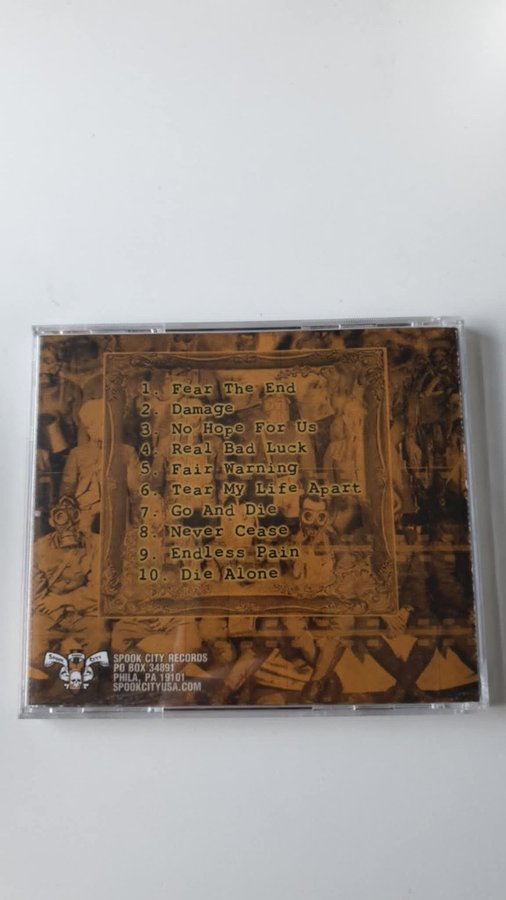 1. Fear The End
2. Damage
3. No Hope For Us
4. Real Bad Luck
5. Fair Warning
6. Tear My Life Apart
7. Go And Die
8. Never Cease
9. Endless Pain
10. Die Alone
SPOOK CITY RECORDS
PO BOX 34891
PHILA, PA 19101
SPOOKCITYUSA.COM